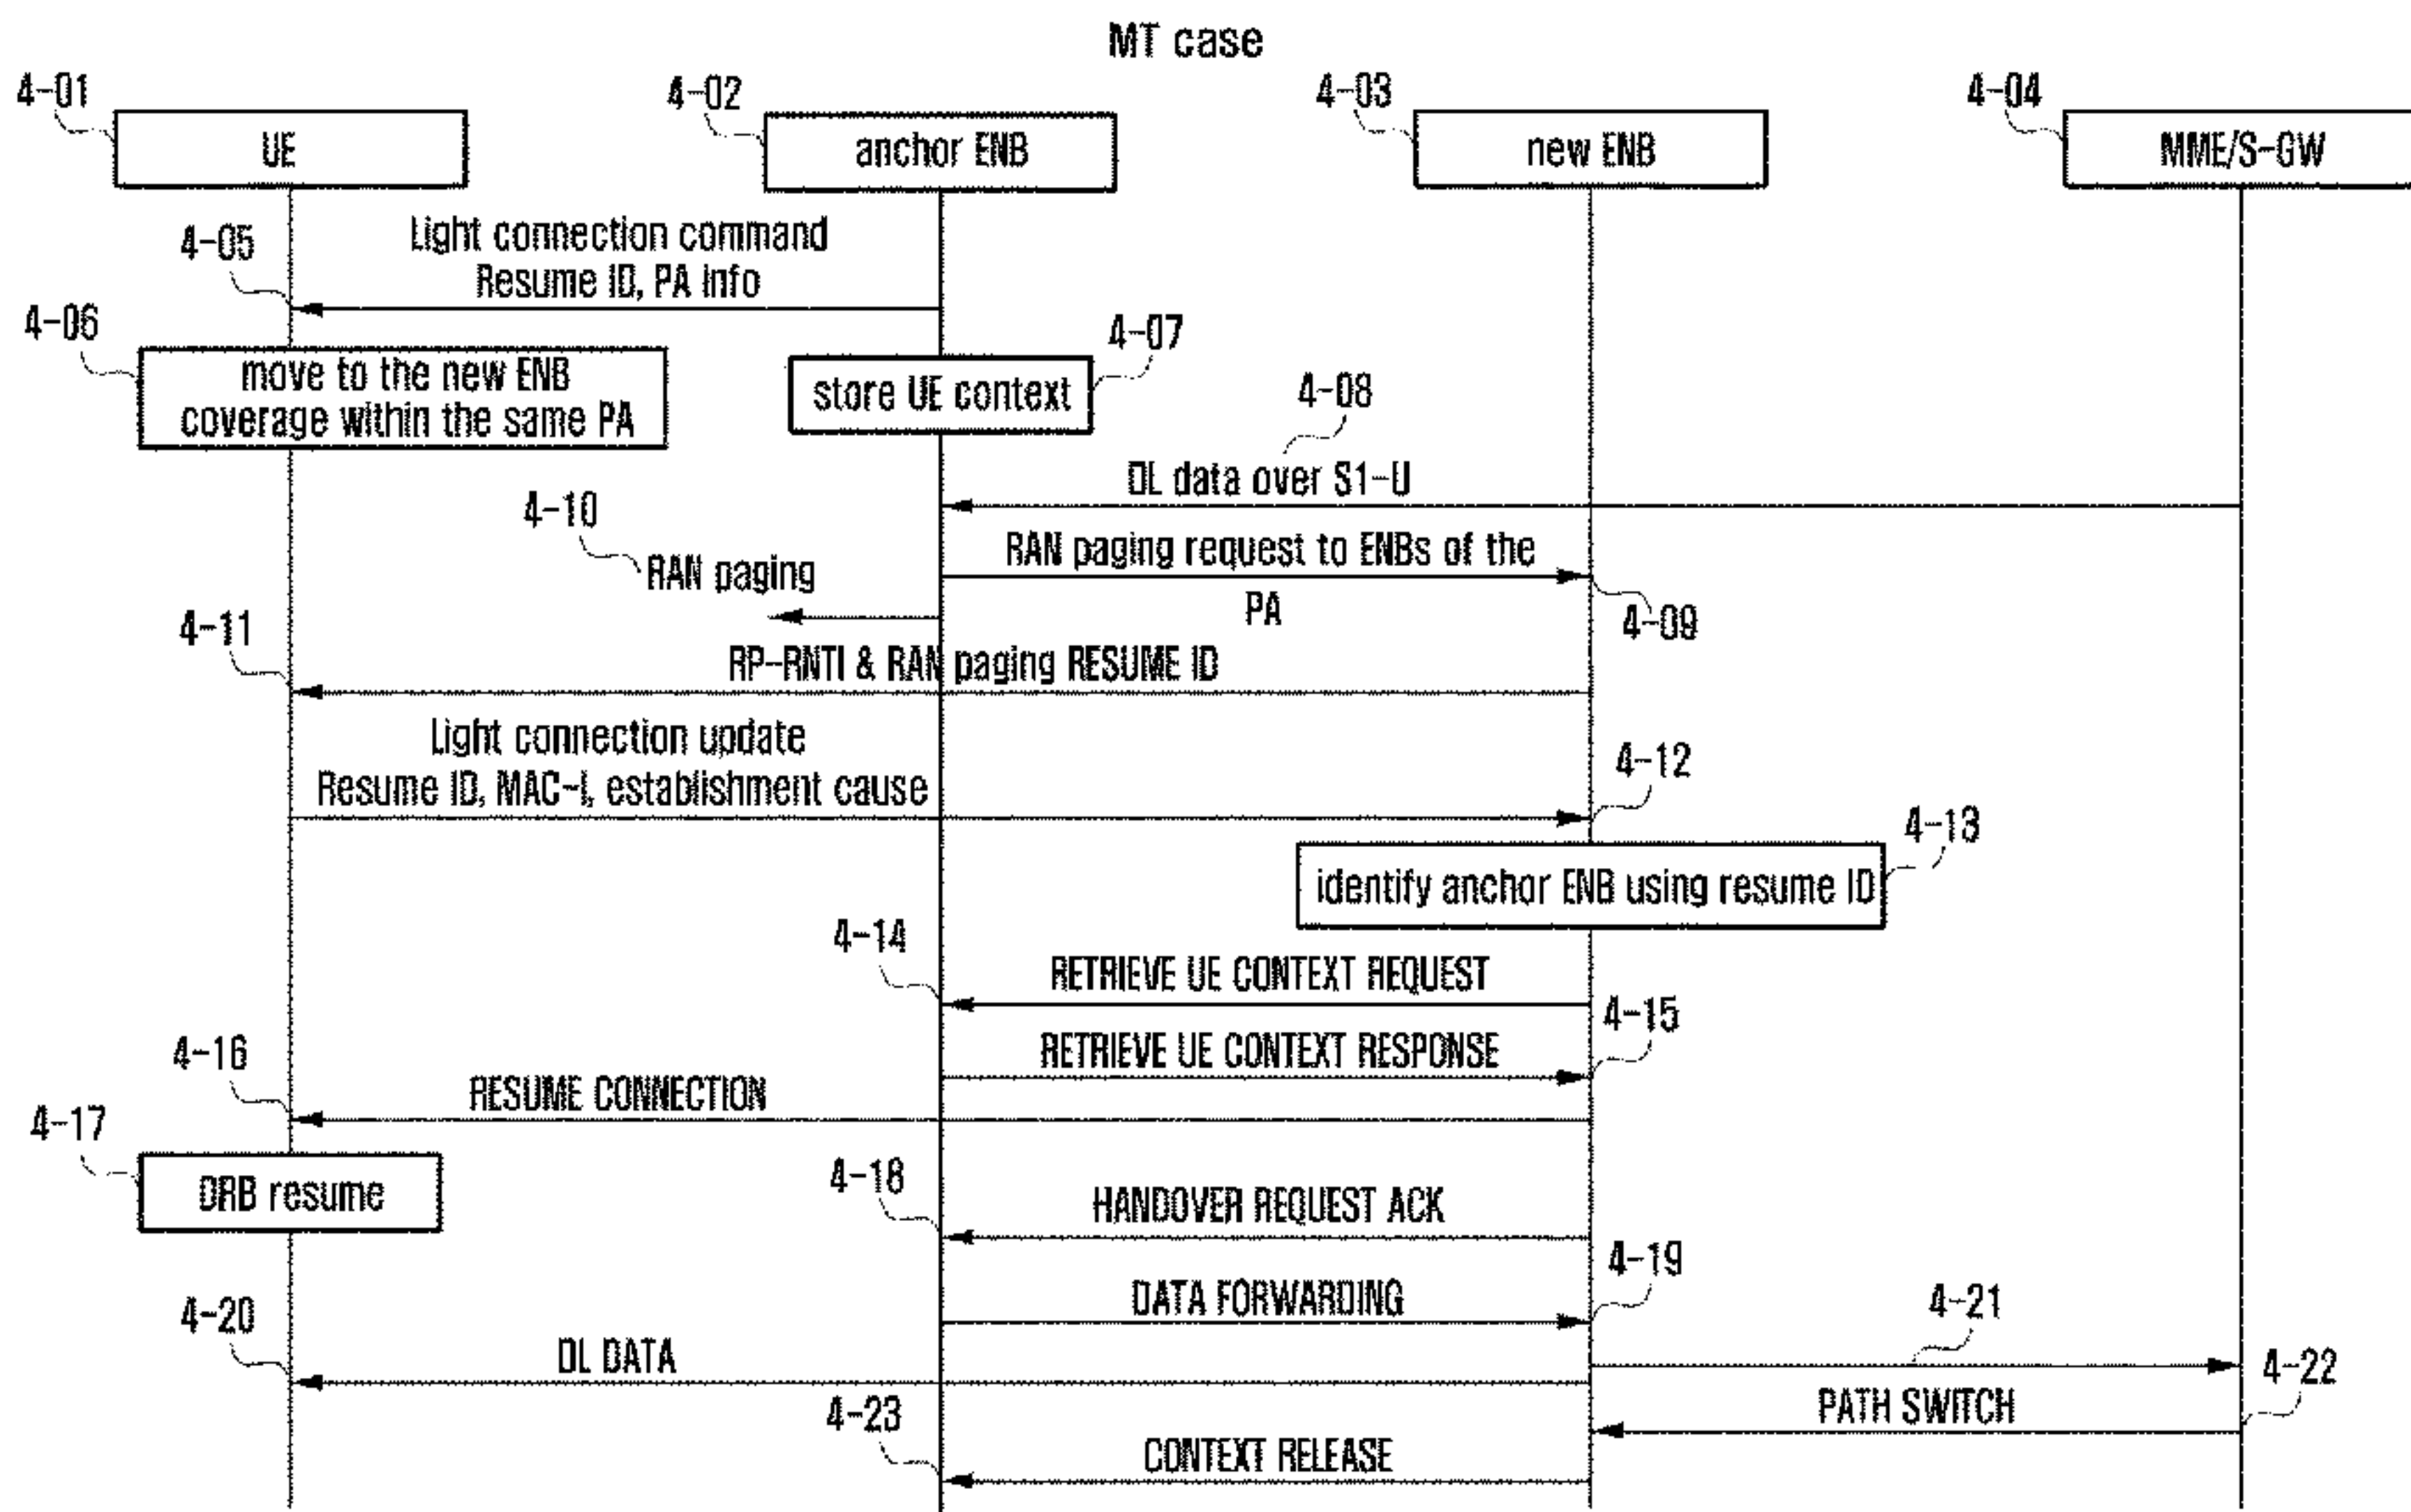 MT case
4-01
4-02
4-03
4-04
UE
anchor ENB
new ENB
MME/S-GW
4-05
Light connection command
Resume ID, PA info
4-06
move to the new ENB
coverage within the same PA
4-07
store UE context
4-08
DL data over S1-U
4-10
RAN paging
RAN paging request to ENBs of the
PA
4-09
4-11
RP-RNTI & RAN paging RESUME ID
Light connection update
Resume ID, MAC-I, establishment cause
4-12
4-13
identify anchor ENB using resume ID
4-14
RETRIEVE UE CONTEXT REQUEST
4-15
RETRIEVE UE CONTEXT RESPONSE
4-16
RESUME CONNECTION
4-17
DRB resume
4-18
HANDOVER REQUEST ACK
4-19
DATA FORWARDING
4-20
DL DATA
4-21
4-22
PATH SWITCH
4-23
CONTEXT RELEASE